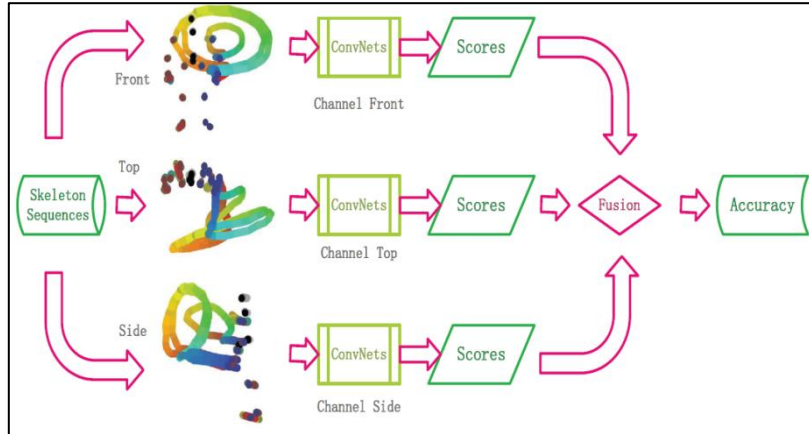 Front
ConvNets
Scores
Channel Front
Skeleton
Sequences
Top
ConvNets
Scores
Fusion
Accuracy
Channel Top
Side
ConvNets
Scores
Channel Side